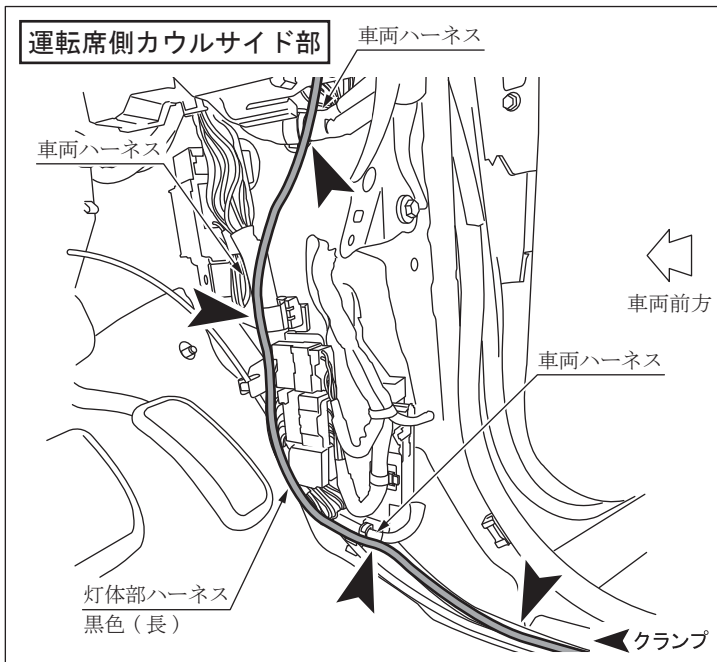 運転席側カウルサイド部
車両ハーネス
車両ハーネス
車両前方
車両ハーネス
灯体部ハーネス
黒色（長）
クランプ